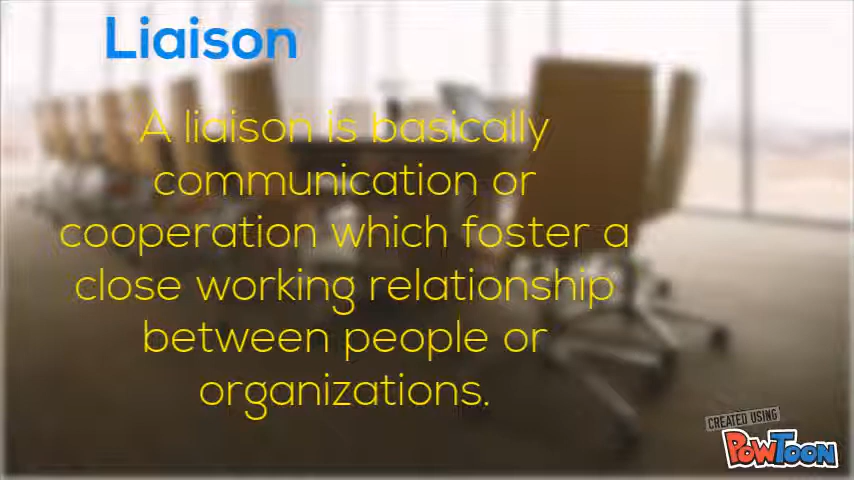 Liaison
A liaison is basically
communication or
cooperation which foster a
close working relationship
between people or
organizations.
CREATED USING
POWTOON